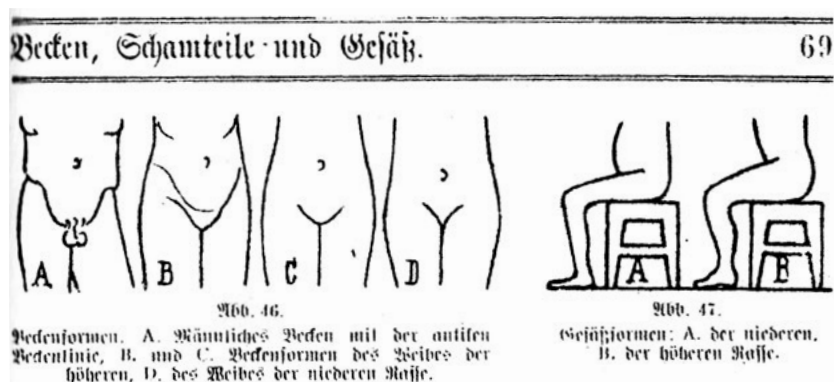 Becken, Schamteile und Gesäß. 69
A B C D
A B
Abb. 46.
Beckenformen. A. Männliches Becken mit der antiken
Beckenlinie, B. und C. Beckenformen des Weibes der
höheren, D. des Weibes der niederen Rasse.
Abb. 47.
Gesäßformen: A. der niederen,
B. der höheren Rasse.